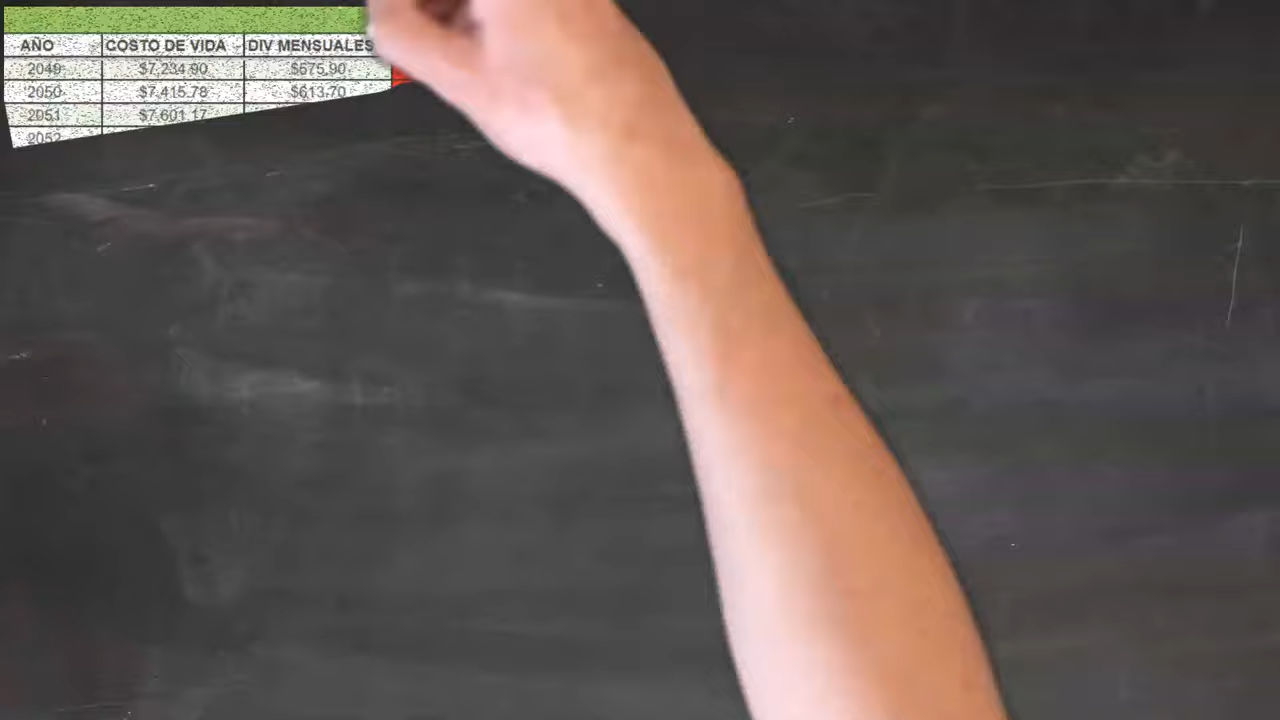 AÑO COSTO DE VIDA DIV MENSUALES
2049 $7,234.90 $575.90
2050 $7,415.78 $613.70
2051 $7,601.17
2052